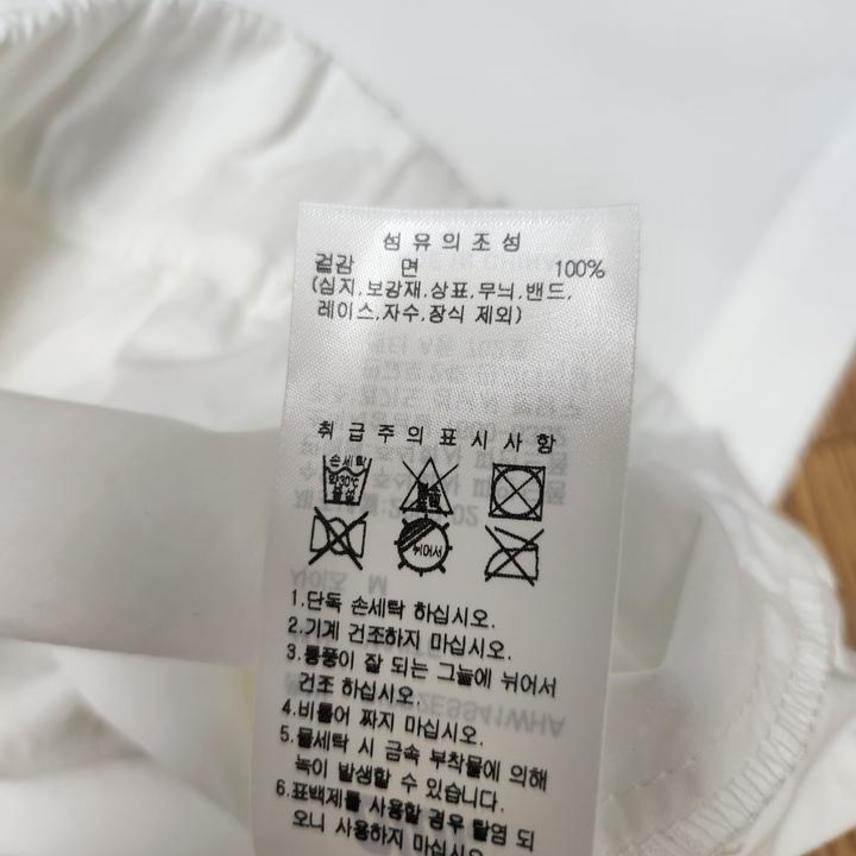 섬유의조성
겉감 면 100%
(심지,보강재,상표,무늬,밴드,
레이스,자수,장식 제외)
취급주의표시사항
손세탁
약30℃
중성
뉘어서
1.단독 손세탁 하십시오.
2.기계 건조하지 마십시오.
3.통풍이 잘 되는 그늘에 뉘어서
건조 하십시오.
4.비틀어 짜지 마십시오.
5.물세탁 시 금속 부착물에 의해
녹이 발생할 수 있습니다.
6.표백제를 사용할 경우 탈염 되
오니 사용하지 마십시오.